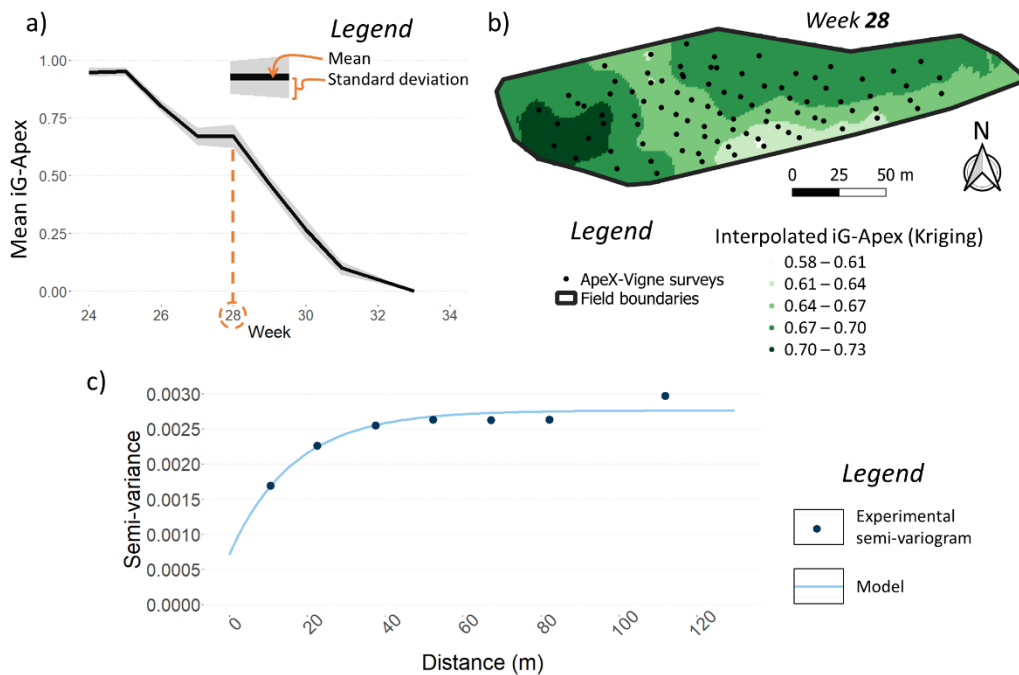 a)
Legend
Mean
Standard deviation
Mean iG-Apex
1.00
0.75
0.50
0.25
0.00
24
26
28
30
32
34
Week
b)
Week 28
N
0
25
50 m
Legend
ApeX-Vigne surveys
Field boundaries
Interpolated iG-Apex (Kriging)
0.58 – 0.61
0.61 – 0.64
0.64 – 0.67
0.67 – 0.70
0.70 – 0.73
c)
Semi-variance
0.0030
0.0025
0.0020
0.0015
0.0010
0.0005
0.0000
0
20
40
60
80
100
120
Distance (m)
Legend
Experimental
semi-variogram
Model